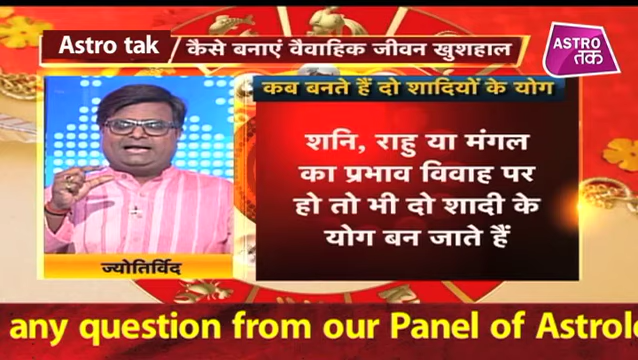 Astro tak / कैसे बनाएं वैवाहिक जीवन खुशहाल
ASTRO
तक
कब बनते हैं दो शादियों के योग
शनि, राहु या मंगल
का प्रभाव विवाह पर
हो तो भी दो शादी के
योग बन जाते हैं
ज्योतिर्विद
any question from our Panel of Astrol